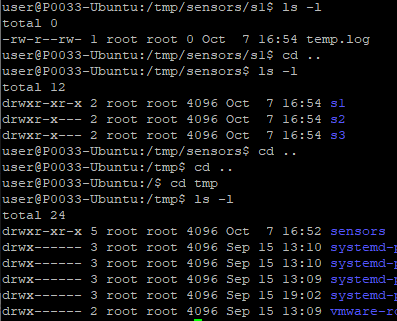 user@P0033-Ubuntu:/tmp/sensors/s1$ ls -l
total 0
-rw-r--rw- 1 root root 0 Oct  7 16:54 temp.log
user@P0033-Ubuntu:/tmp/sensors/s1$ cd ..
user@P0033-Ubuntu:/tmp/sensors$ ls -l
total 12
drwxr-xr-x 2 root root 4096 Oct  7 16:54 s1
drwxr-x--- 2 root root 4096 Oct  7 16:54 s2
drwxr-x--- 2 root root 4096 Oct  7 16:54 s3
user@P0033-Ubuntu:/tmp/sensors$ cd ..
user@P0033-Ubuntu:/tmp$ cd ..
user@P0033-Ubuntu:/$ cd tmp
user@P0033-Ubuntu:/tmp$ ls -l
total 24
drwxr-xr-x 5 root root 4096 Oct  7 16:52 sensors
drwx------ 3 root root 4096 Sep 15 13:10 systemd-p
drwx------ 3 root root 4096 Sep 15 13:10 systemd-p
drwx------ 3 root root 4096 Sep 15 13:09 systemd-p
drwx------ 3 root root 4096 Sep 15 19:02 systemd-p
drwx------ 2 root root 4096 Sep 15 13:09 vmware-ro